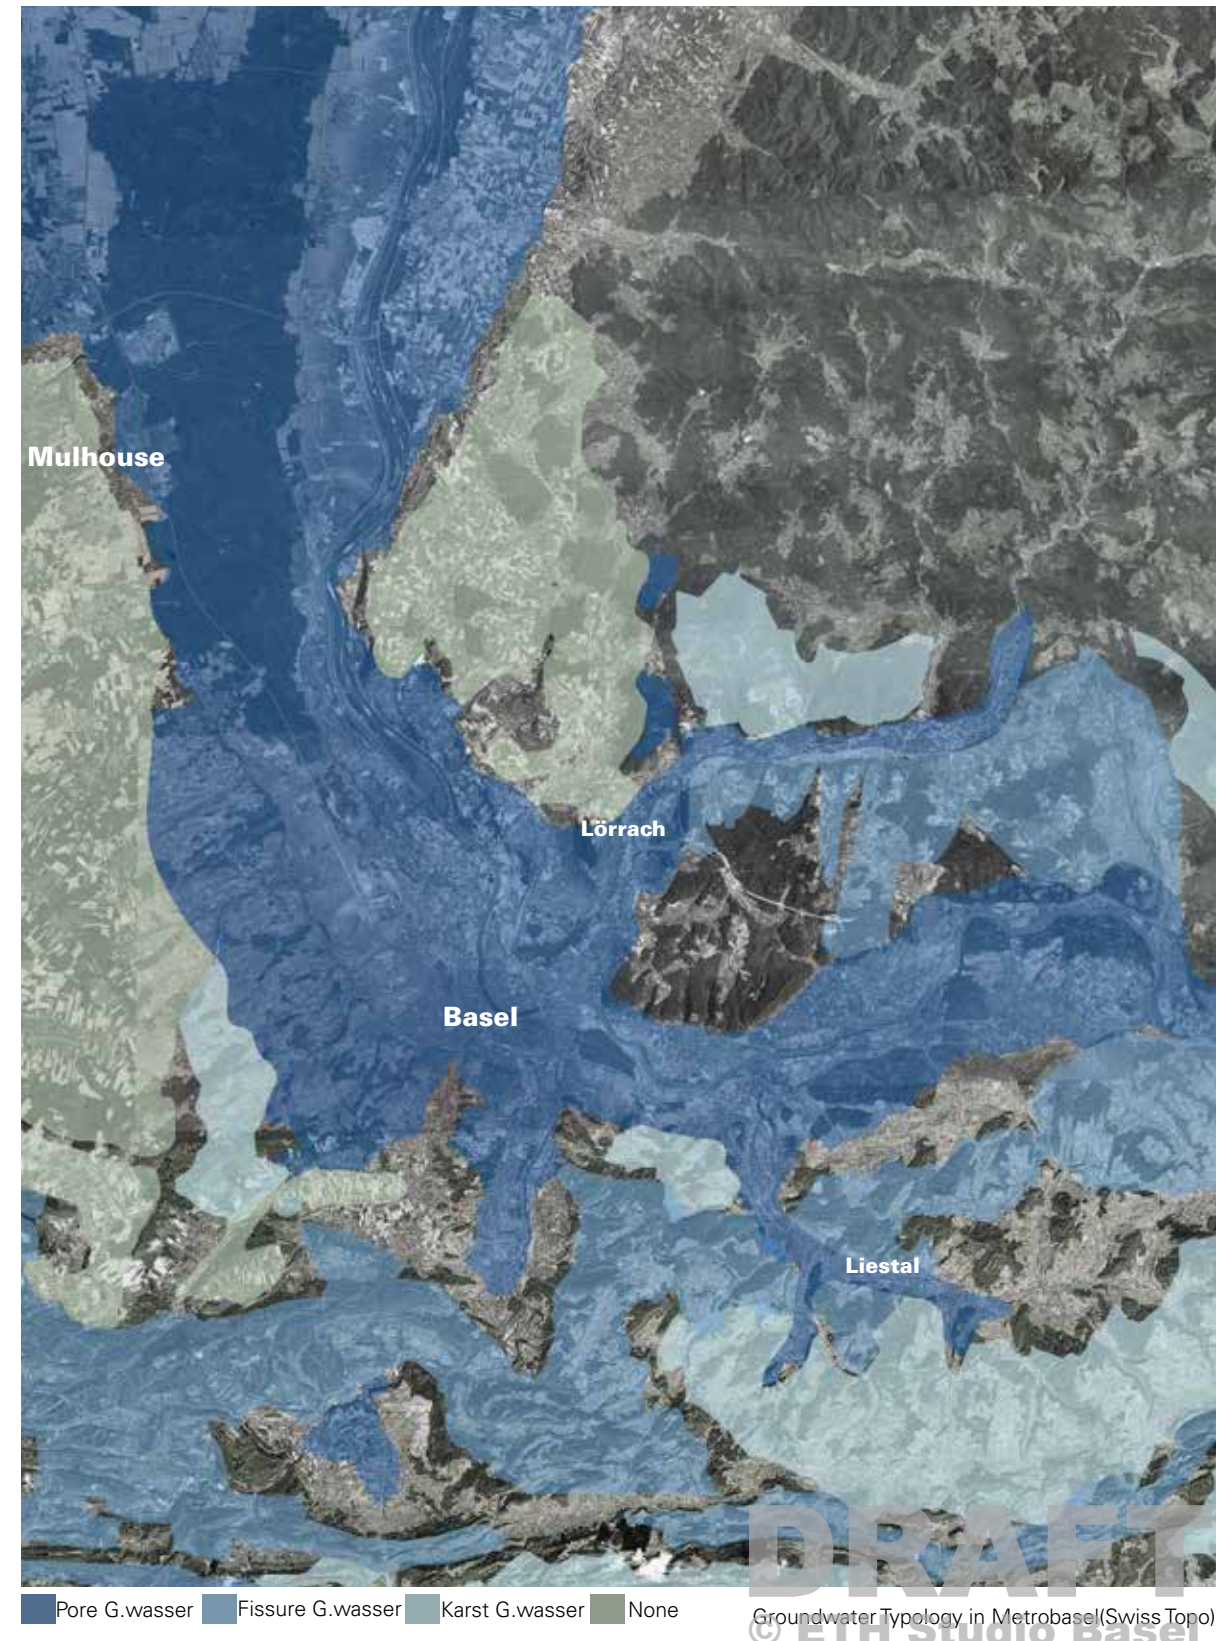 Mulhouse
Lörrach
Basel
Liestal
DRAFT
Pore G.wasser Fissure G.wasser Karst G.wasser None Groundwater Typology in Metrobasel(Swiss Topo)
© ETH Studio Basel